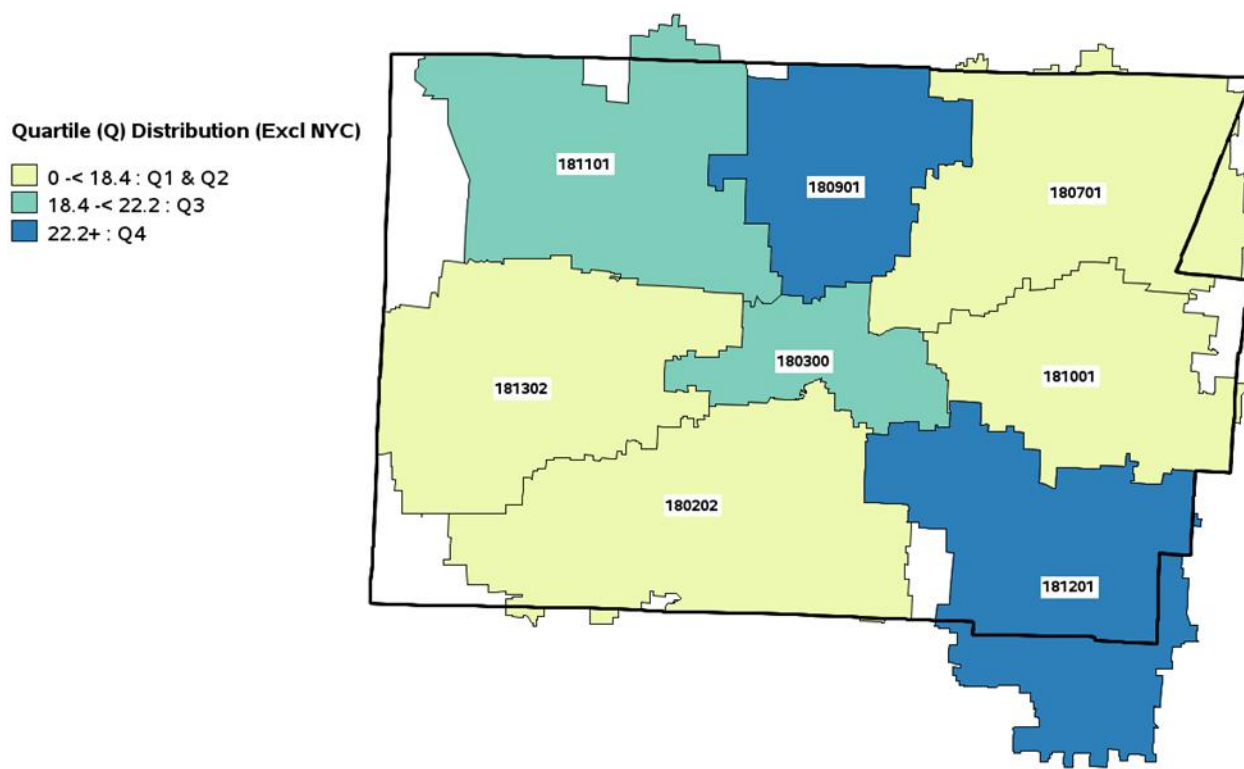 Quartile (Q) Distribution (Excl NYC)
0 -< 18.4 : Q1 & Q2
18.4 -< 22.2 : Q3
22.2+ : Q4
181101
180901
180701
180300
181001
181302
180202
181201